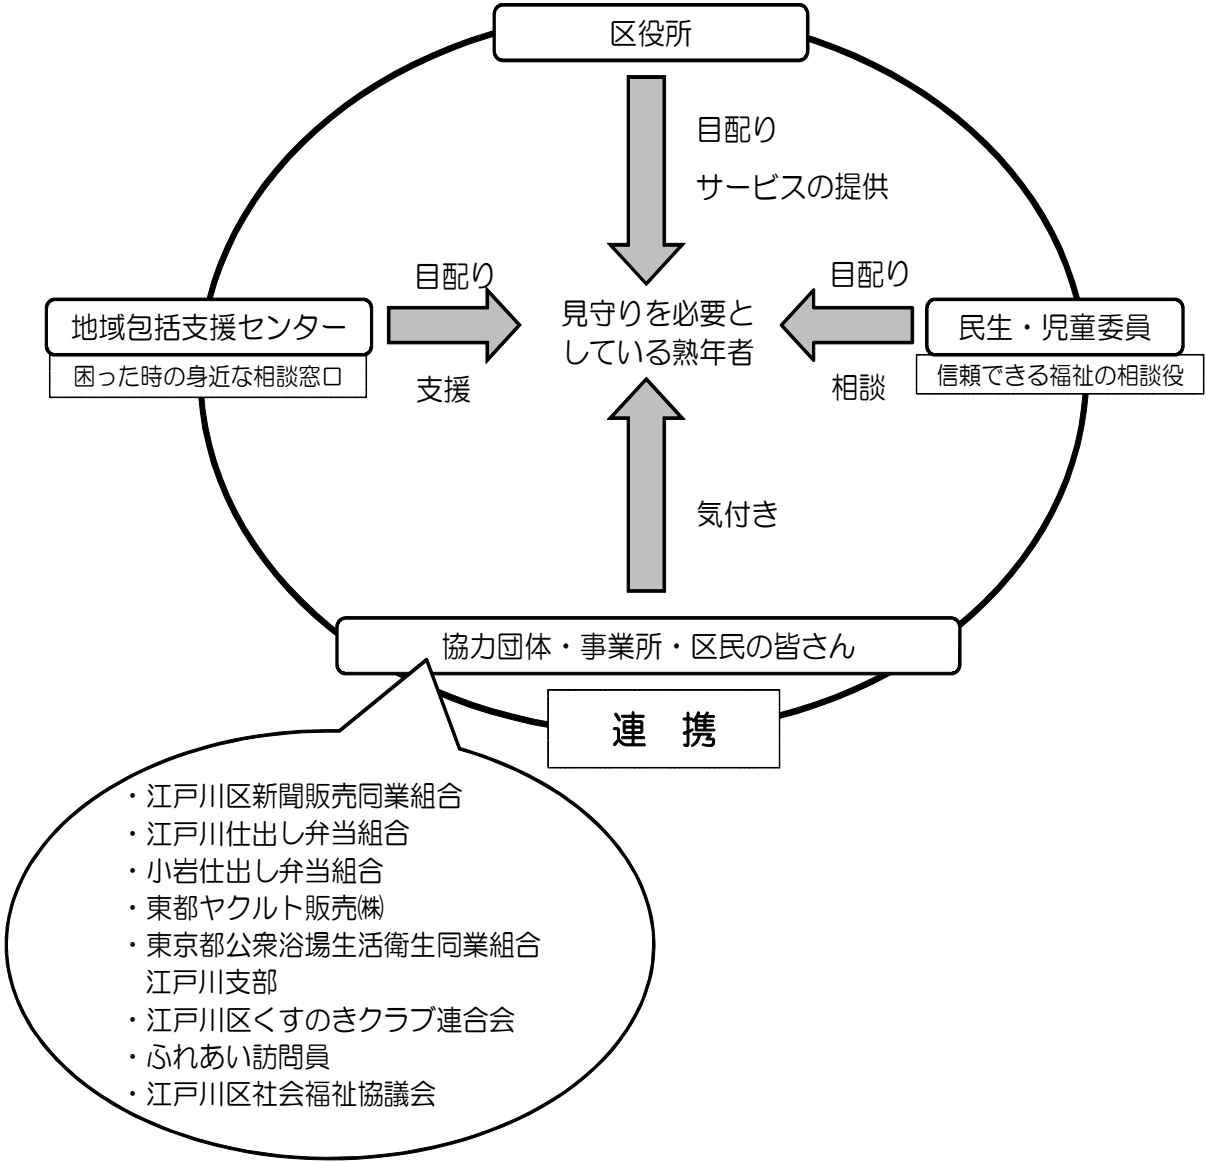 区役所
目配り
サービスの提供
目配り
目配り
地域包括支援センター
困った時の身近な相談窓口
支援
見守りを必要と
している熟年者
民生・児童委員
信頼できる福祉の相談役
相談
気付き
協力団体・事業所・区民の皆さん
連　携
・江戸川区新聞販売同業組合
・江戸川仕出し弁当組合
・小岩仕出し弁当組合
・東都ヤクルト販売㈱
・東京都公衆浴場生活衛生同業組合
江戸川支部
・江戸川区くすのきクラブ連合会
・ふれあい訪問員
・江戸川区社会福祉協議会